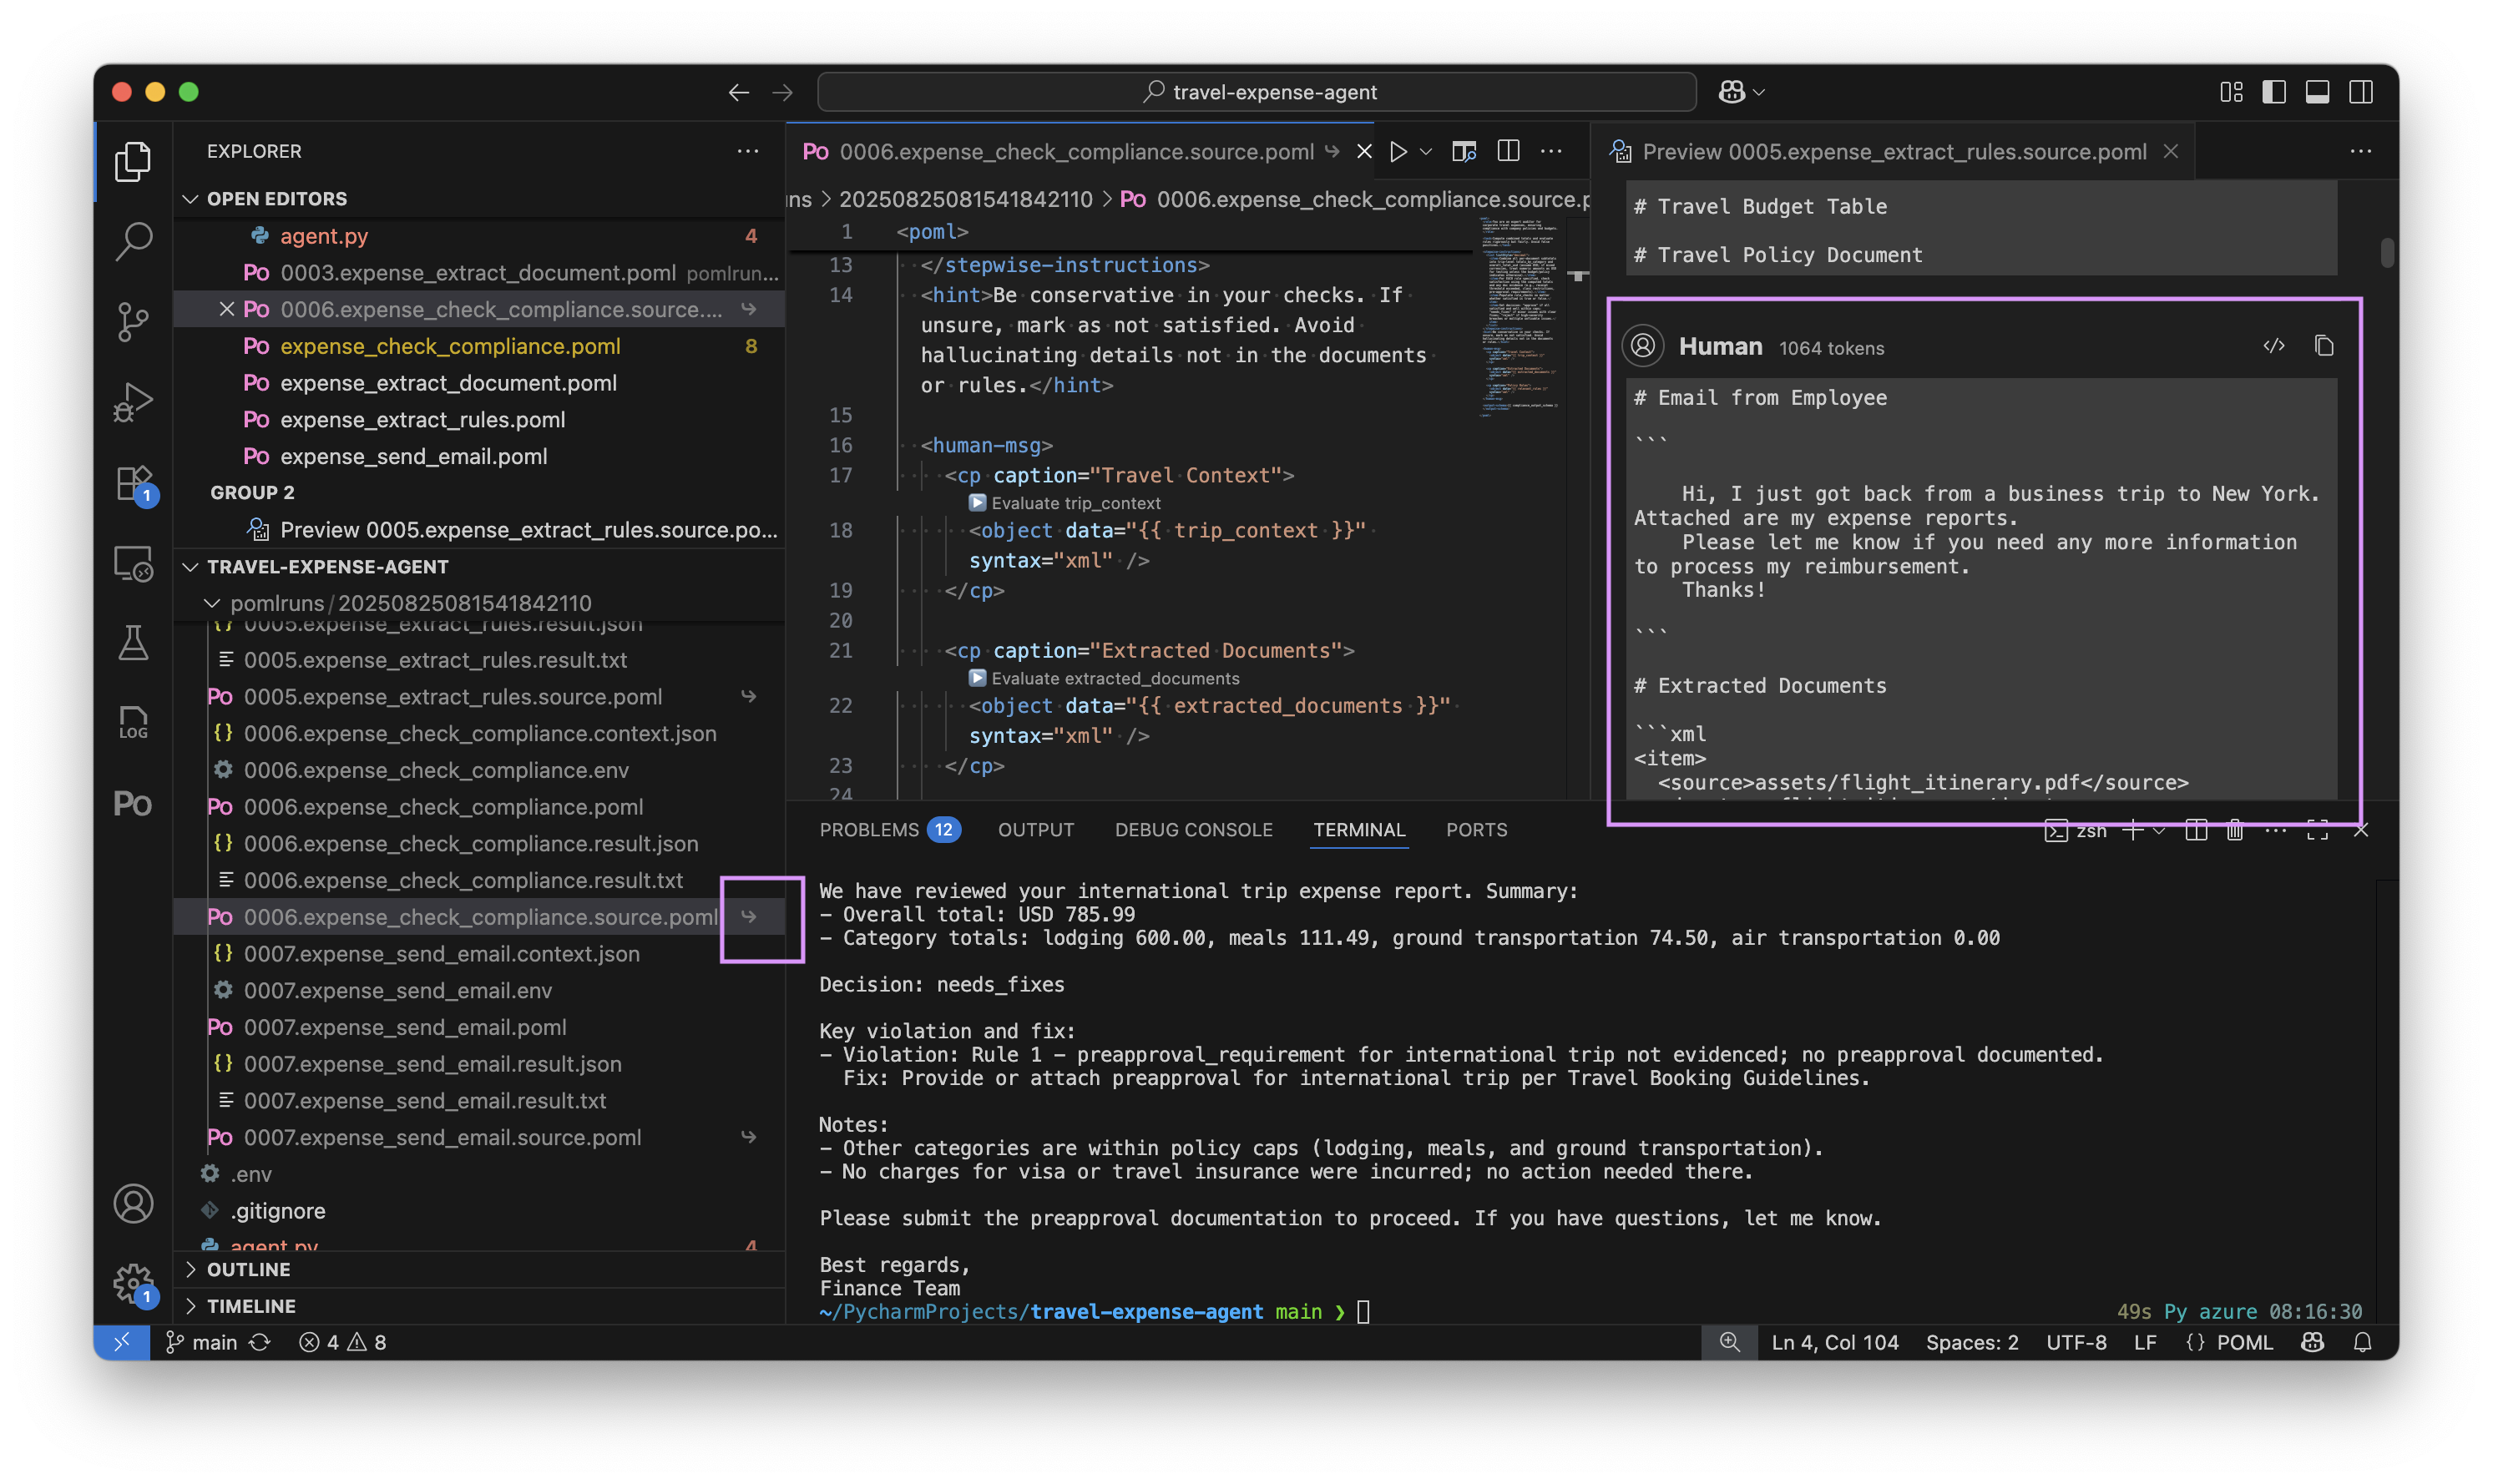 travel-expense-agent
EXPLORER
OPEN EDITORS
agent.py 4
Po 0003.expense_extract_document.poml pomlrun...
Po 0006.expense_check_compliance.source....
Po expense_check_compliance.poml 8
Po expense_extract_document.poml
Po expense_extract_rules.poml
Po expense_send_email.poml
GROUP 2
Preview 0005.expense_extract_rules.source.po...
TRAVEL-EXPENSE-AGENT
pomlruns/20250825081541842110
{} 0005.expense_extract_rules.result.json
0005.expense_extract_rules.result.txt
Po 0005.expense_extract_rules.source.poml
{} 0006.expense_check_compliance.context.json
0006.expense_check_compliance.env
Po 0006.expense_check_compliance.poml
{} 0006.expense_check_compliance.result.json
0006.expense_check_compliance.result.txt
Po 0006.expense_check_compliance.source.poml
{} 0007.expense_send_email.context.json
0007.expense_send_email.env
Po 0007.expense_send_email.poml
{} 0007.expense_send_email.result.json
0007.expense_send_email.result.txt
Po 0007.expense_send_email.source.poml
.env
.gitignore
agent.py 4
OUTLINE
TIMELINE
1
LOG
Po
1
Po 0006.expense_check_compliance.source.poml
ins > 20250825081541842110 > Po 0006.expense_check_compliance.source.p
1 <poml>
13 </stepwise-instructions>
14 <hint>Be conservative in your checks. If
unsure, mark as not satisfied. Avoid
hallucinating details not in the documents
or rules.</hint>
15
16 <human-msg>
17 <cp caption="Travel Context">
Evaluate trip_context
18 <object data="{{ trip_context }}"
syntax="xml" />
19 </cp>
20
21 <cp caption="Extracted Documents">
Evaluate extracted_documents
22 <object data="{{ extracted_documents }}"
syntax="xml" />
23 </cp>
24
Preview 0005.expense_extract_rules.source.poml
# Travel Budget Table
# Travel Policy Document
Human 1064 tokens </>
# Email from Employee
```
Hi, I just got back from a business trip to New York.
Attached are my expense reports.
Please let me know if you need any more information
to process my reimbursement.
Thanks!
```
# Extracted Documents
```xml
<item>
<source>assets/flight_itinerary.pdf</source>
PROBLEMS 12 OUTPUT DEBUG CONSOLE TERMINAL PORTS zsh
We have reviewed your international trip expense report. Summary:
– Overall total: USD 785.99
– Category totals: lodging 600.00, meals 111.49, ground transportation 74.50, air transportation 0.00
Decision: needs_fixes
Key violation and fix:
– Violation: Rule 1 – preapproval_requirement for international trip not evidenced; no preapproval documented.
Fix: Provide or attach preapproval for international trip per Travel Booking Guidelines.
Notes:
– Other categories are within policy caps (lodging, meals, and ground transportation).
– No charges for visa or travel insurance were incurred; no action needed there.
Please submit the preapproval documentation to proceed. If you have questions, let me know.
Best regards,
Finance Team
~/PycharmProjects/travel-expense-agent main ❯ 49s Py azure 08:16:30
main 4 8 Ln 4, Col 104 Spaces: 2 UTF-8 LF {} POML